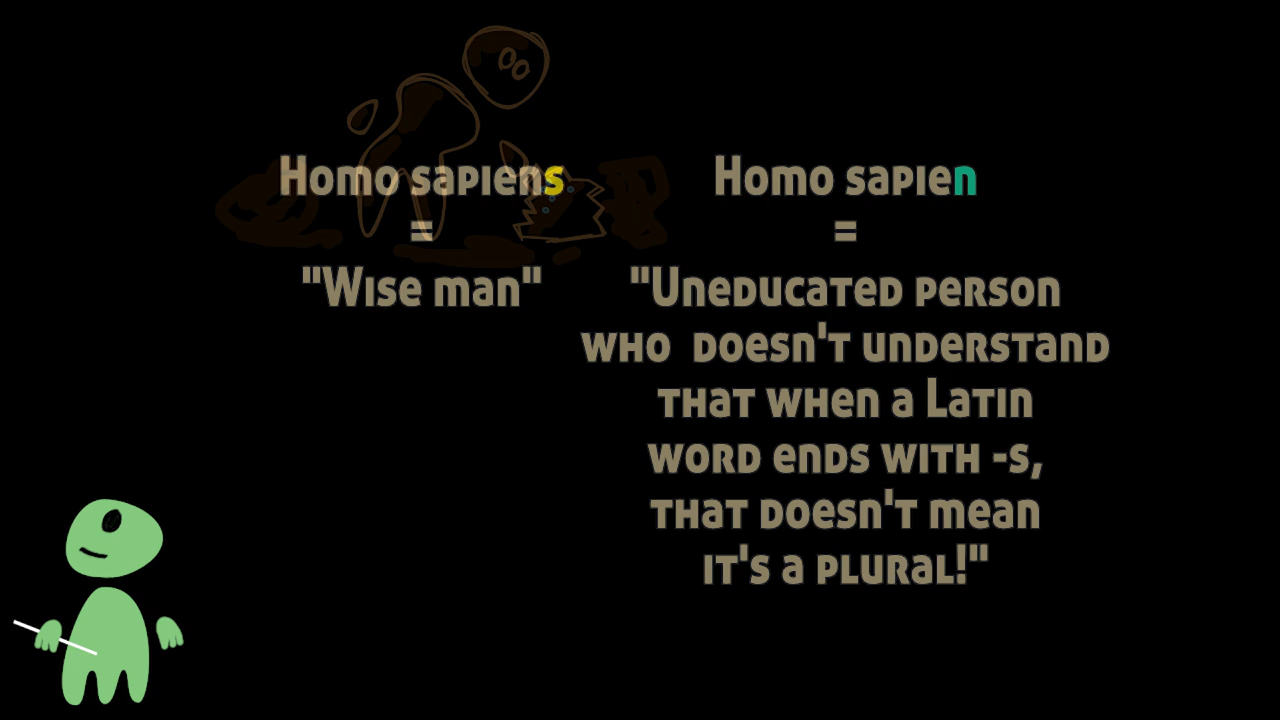 Homo sapiens
=
"Wise man"
Homo sapien
=
"Uneducated person
who doesn't understand
that when a Latin
word ends with -s,
that doesn't mean
it's a plural!"